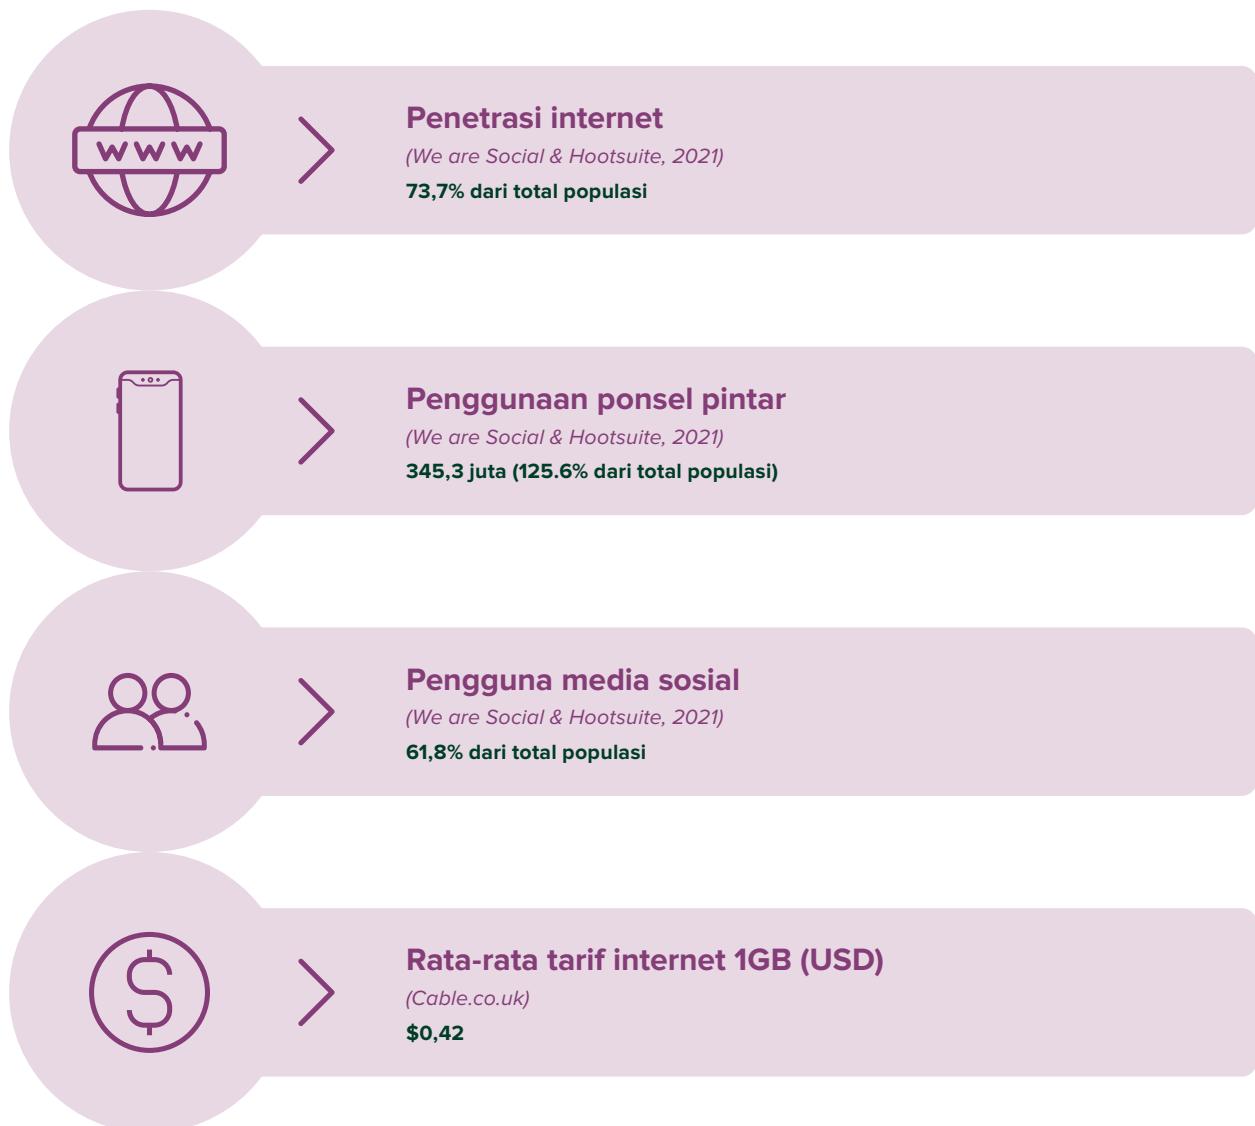 WWW
Penetrasi internet
(We are Social & Hootsuite, 2021)
73,7% dari total populasi
Penggunaan ponsel pintar
(We are Social & Hootsuite, 2021)
345,3 juta (125.6% dari total populasi)
Pengguna media sosial
(We are Social & Hootsuite, 2021)
61,8% dari total populasi
$
Rata-rata tarif internet 1GB (USD)
(Cable.co.uk)
$0,42